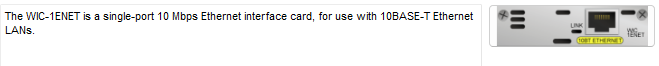 The WIC-1ENET is a single-port 10 Mbps Ethernet interface card, for use with 10BASE-T Ethernet
LANs.
LINK
WIC
1ENET
10BT ETHERNET